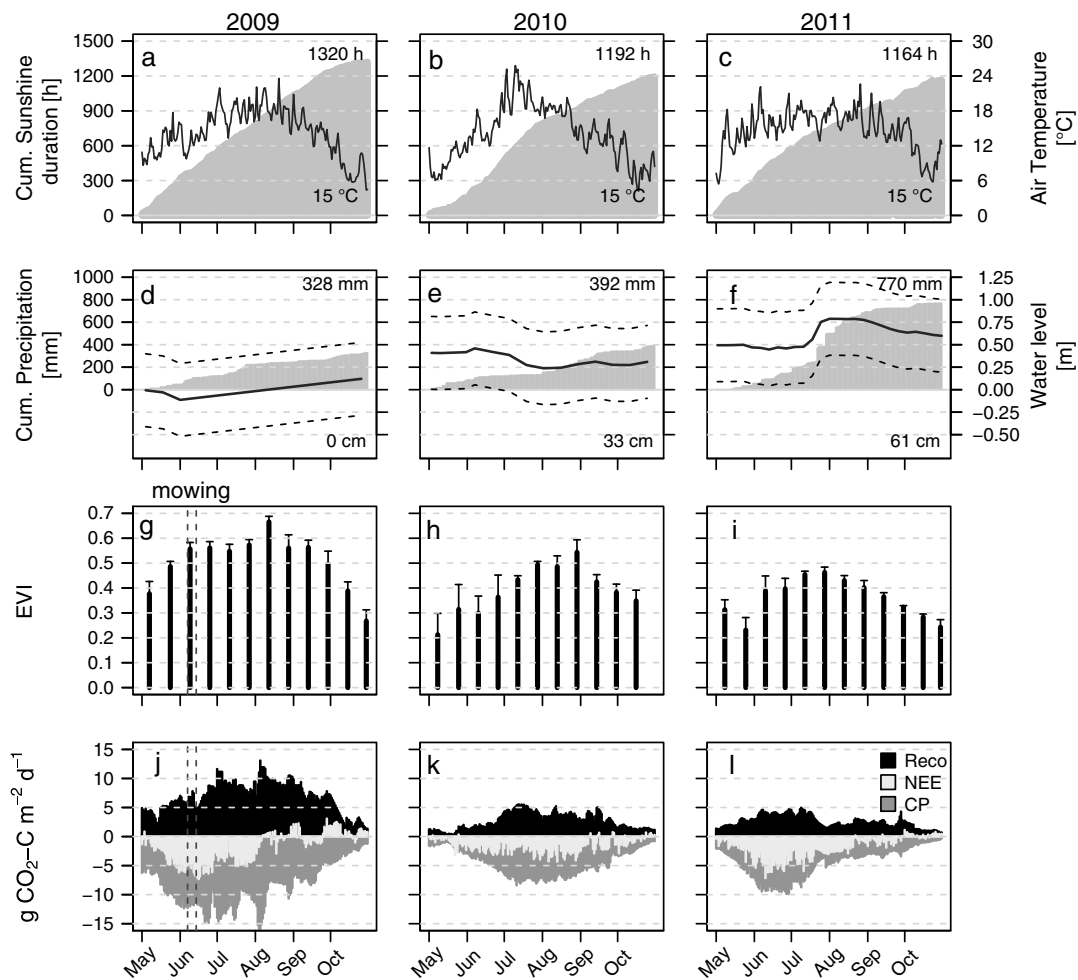 2009 2010 2011
Cum. Sunshine
duration [h]
1500
1200
900
600
300
0
a
1320 h
15 °C
b
1192 h
15 °C
c
1164 h
15 °C
30
24
18
12
6
0
Air Temperature
[°C]
Cum. Precipitation
[mm]
1000
800
600
400
200
0
d
328 mm
0 cm
e
392 mm
33 cm
f
770 mm
61 cm
1.25
1.00
0.75
0.50
0.25
0.00
−0.25
−0.50
Water level
[m]
mowing
EVI
0.7
0.6
0.5
0.4
0.3
0.2
0.1
0.0
g
h
i
g CO₂−C m⁻² d⁻¹
15
10
5
0
−5
−10
−15
j
k
l
Reco
NEE
CP
May Jun Jul Aug Sep Oct
May Jun Jul Aug Sep Oct
May Jun Jul Aug Sep Oct